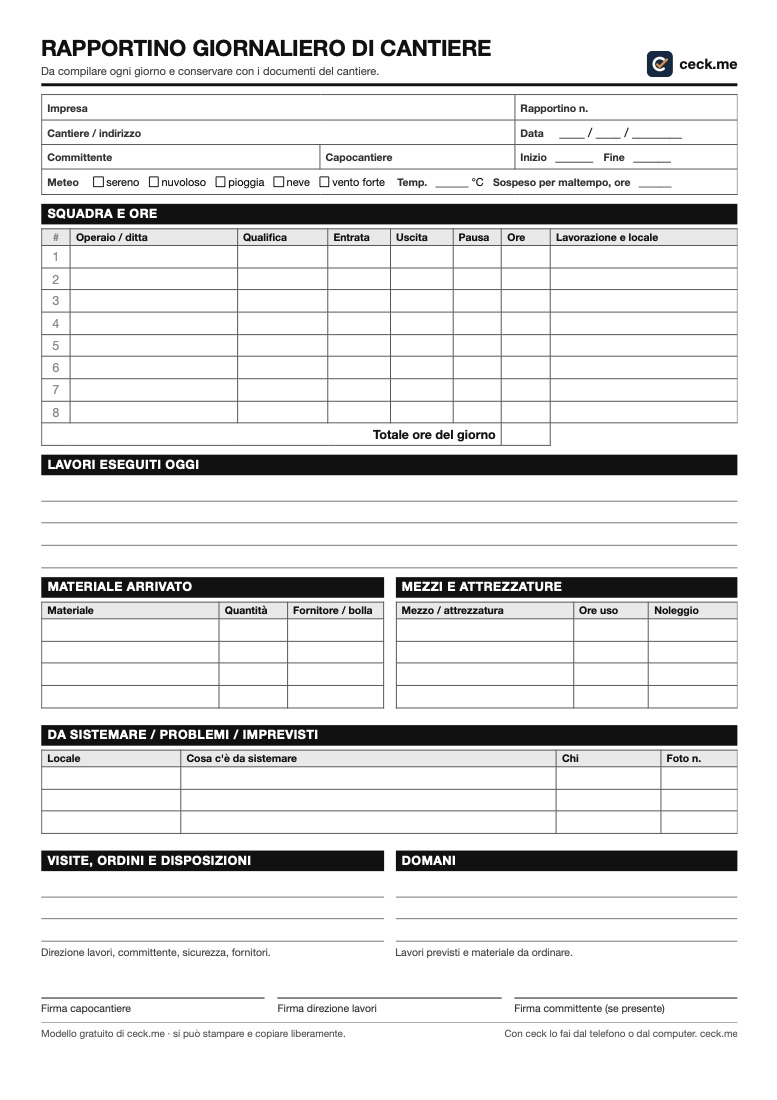 RAPPORTINO GIORNALIERO DI CANTIERE
Da compilare ogni giorno e conservare con i documenti del cantiere.
ceck.me
Impresa Rapportino n.
Cantiere / indirizzo Data ____ / ____ / ________
Committente Capocantiere Inizio ______ Fine ______
Meteo sereno nuvoloso pioggia neve vento forte Temp. ______ °C Sospeso per maltempo, ore ______
SQUADRA E ORE
# Operaio / ditta Qualifica Entrata Uscita Pausa Ore Lavorazione e locale
1
2
3
4
5
6
7
8
Totale ore del giorno
LAVORI ESEGUITI OGGI
MATERIALE ARRIVATO MEZZI E ATTREZZATURE
Materiale Quantità Fornitore / bolla Mezzo / attrezzatura Ore uso Noleggio
DA SISTEMARE / PROBLEMI / IMPREVISTI
Locale Cosa c'è da sistemare Chi Foto n.
VISITE, ORDINI E DISPOSIZIONI DOMANI
Direzione lavori, committente, sicurezza, fornitori. Lavori previsti e materiale da ordinare.
Firma capocantiere Firma direzione lavori Firma committente (se presente)
Modello gratuito di ceck.me · si può stampare e copiare liberamente. Con ceck lo fai dal telefono o dal computer. ceck.me